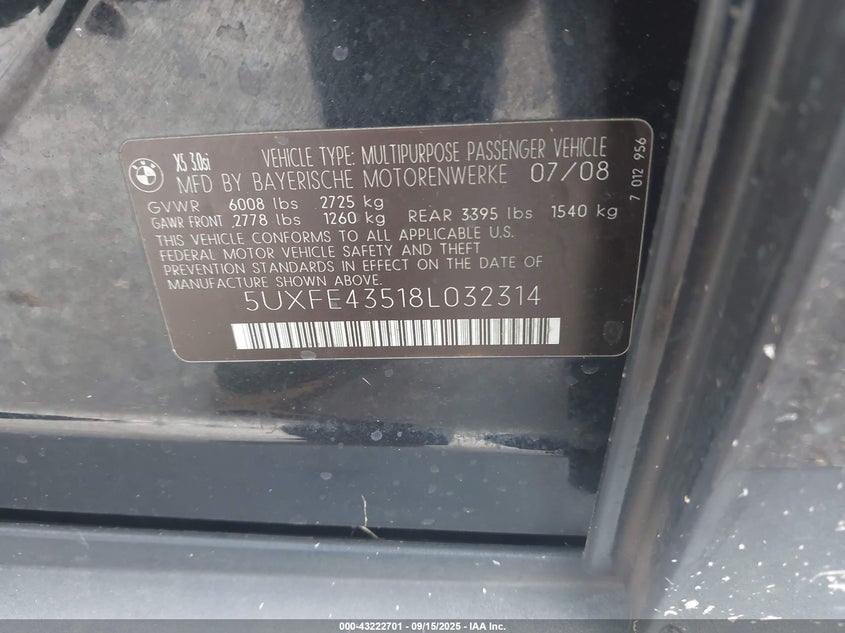 X5 3.0si
VEHICLE TYPE: MULTIPURPOSE PASSENGER VEHICLE
MFD BY BAYERISCHE MOTORENWERKE 07/08
GVWR 6008 lbs 2725 kg
GAWR FRONT 2778 lbs 1260 kg REAR 3395 lbs 1540 kg
THIS VEHICLE CONFORMS TO ALL APPLICABLE U.S.
FEDERAL MOTOR VEHICLE SAFETY AND THEFT
PREVENTION STANDARDS IN EFFECT ON THE DATE OF
MANUFACTURE SHOWN ABOVE.
5UXFE43518L032314
7 012 956
000-43222701 - 09/15/2025 - IAA Inc.